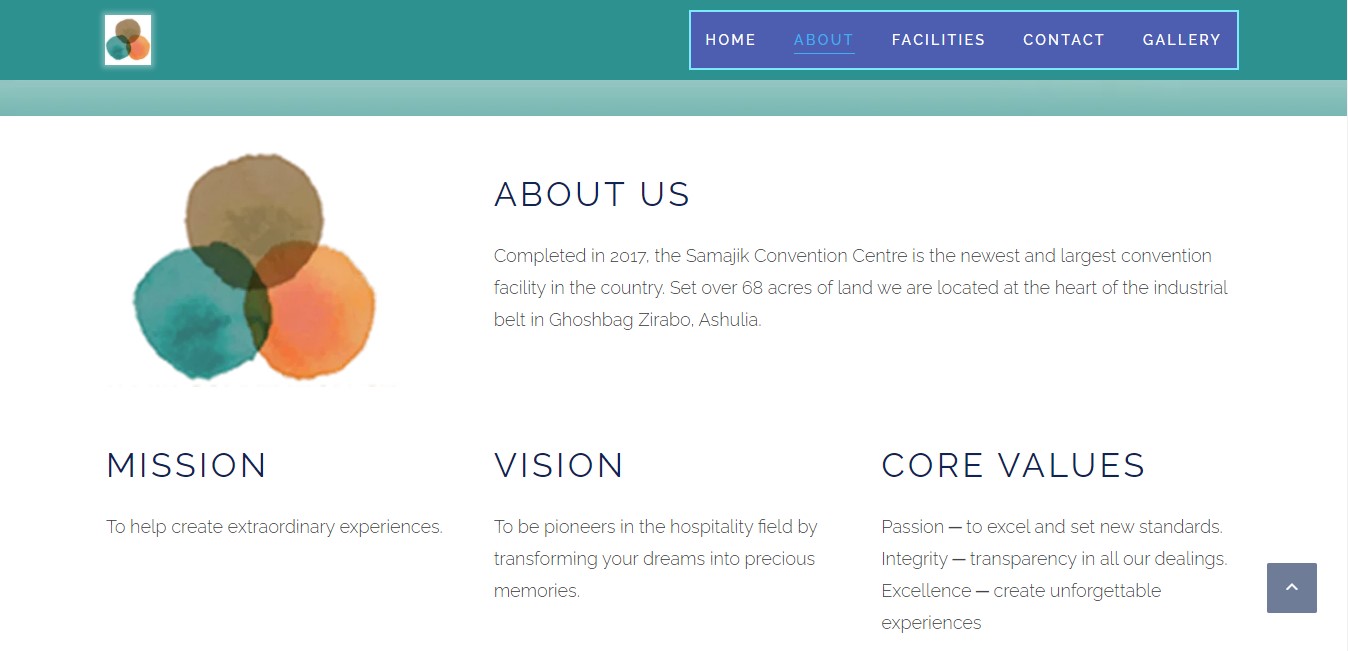 HOME ABOUT FACILITIES CONTACT GALLERY
ABOUT US
Completed in 2017, the Samajik Convention Centre is the newest and largest convention
facility in the country. Set over 68 acres of land we are located at the heart of the industrial
belt in Ghoshbag Zirabo, Ashulia.
MISSION
To help create extraordinary experiences.
VISION
To be pioneers in the hospitality field by
transforming your dreams into precious
memories.
CORE VALUES
Passion — to excel and set new standards.
Integrity — transparency in all our dealings.
Excellence — create unforgettable
experiences